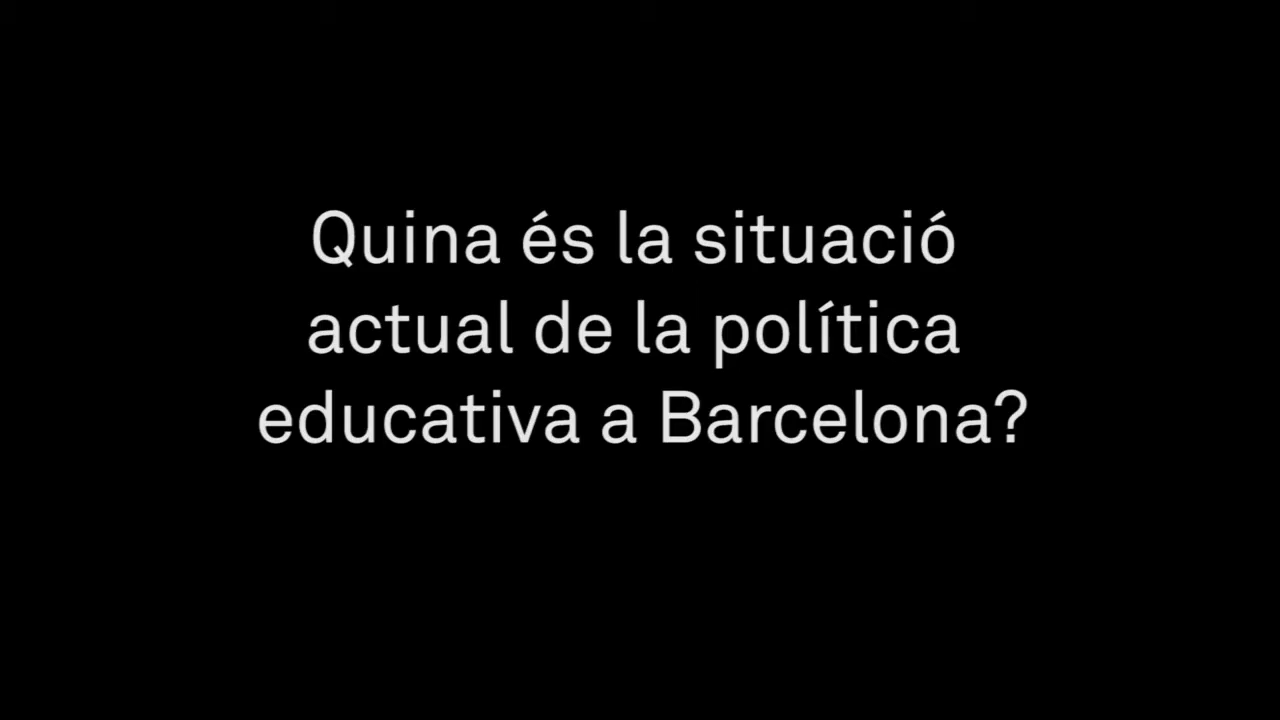 Quina és la situació
actual de la política
educativa a Barcelona?